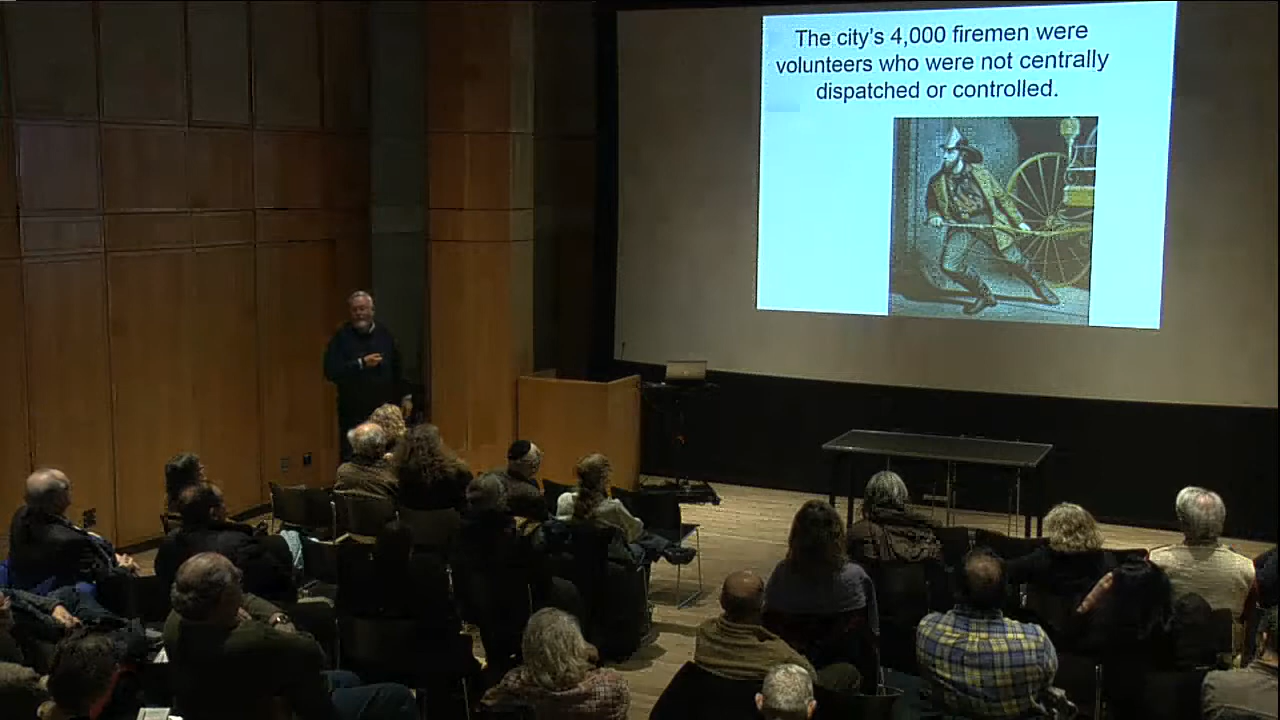 The city's 4,000 firemen were
volunteers who were not centrally
dispatched or controlled.